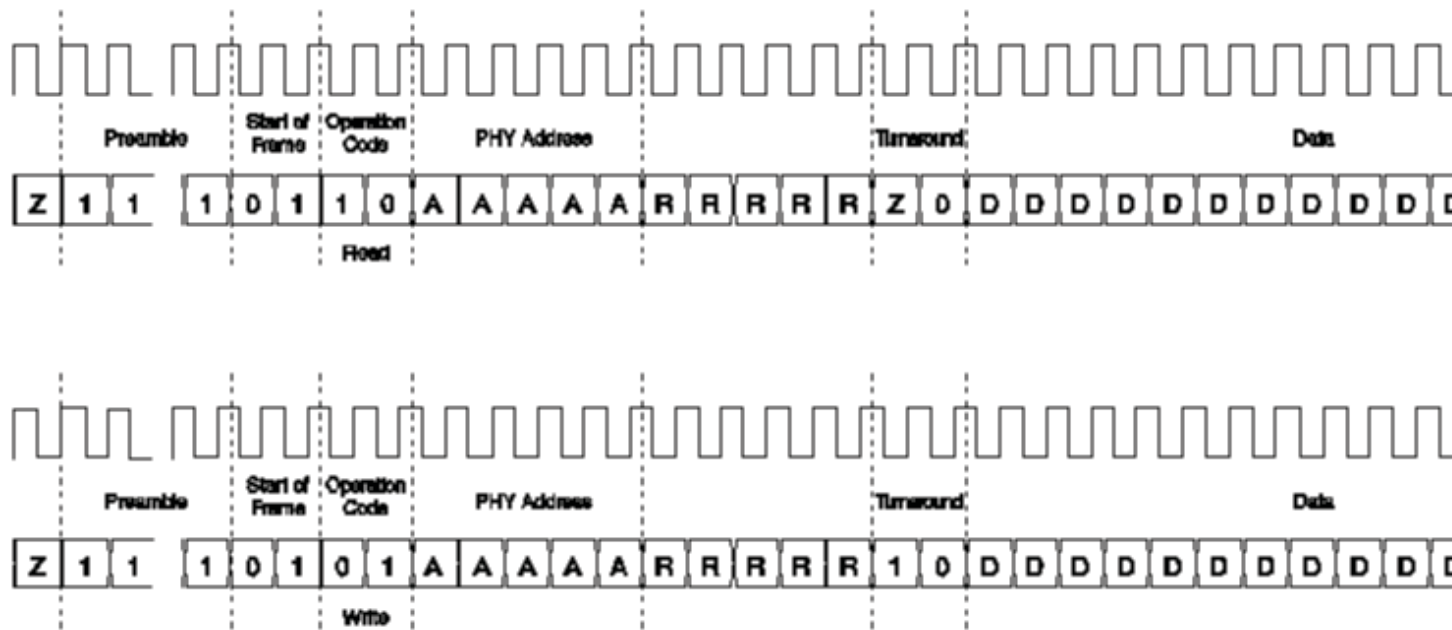 Preamble Start of Frame Operation Code PHY Address Turnaround Data
Z 1 1 1 0 1 1 0 A A A A A R R R R R Z 0 D D D D D D D D D D D
Read
Preamble Start of Frame Operation Code PHY Address Turnaround Data
Z 1 1 1 0 1 0 1 A A A A A R R R R R 1 0 D D D D D D D D D D D
Write